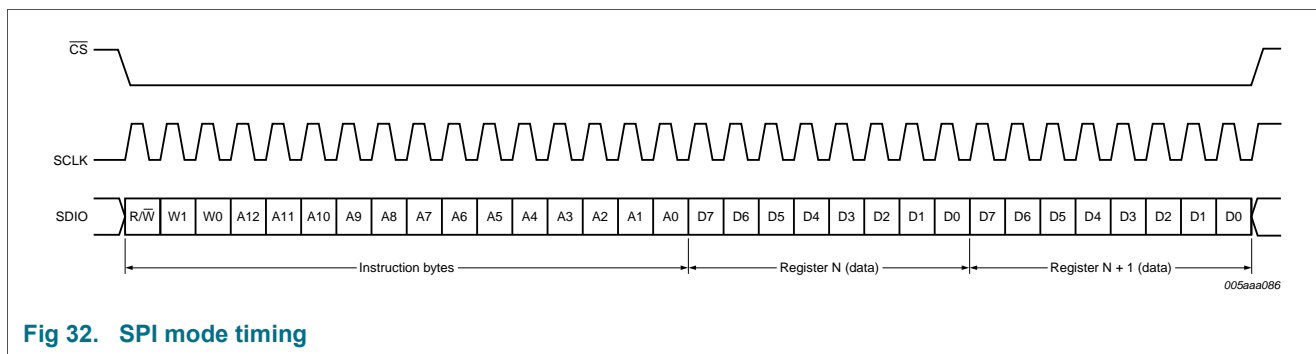 CS
SCLK
SDIO R/W W1 W0 A12 A11 A10 A9 A8 A7 A6 A5 A4 A3 A2 A1 A0 D7 D6 D5 D4 D3 D2 D1 D0 D7 D6 D5 D4 D3 D2 D1 D0
Instruction bytes Register N (data) Register N + 1 (data)
005aaa086
Fig 32. SPI mode timing